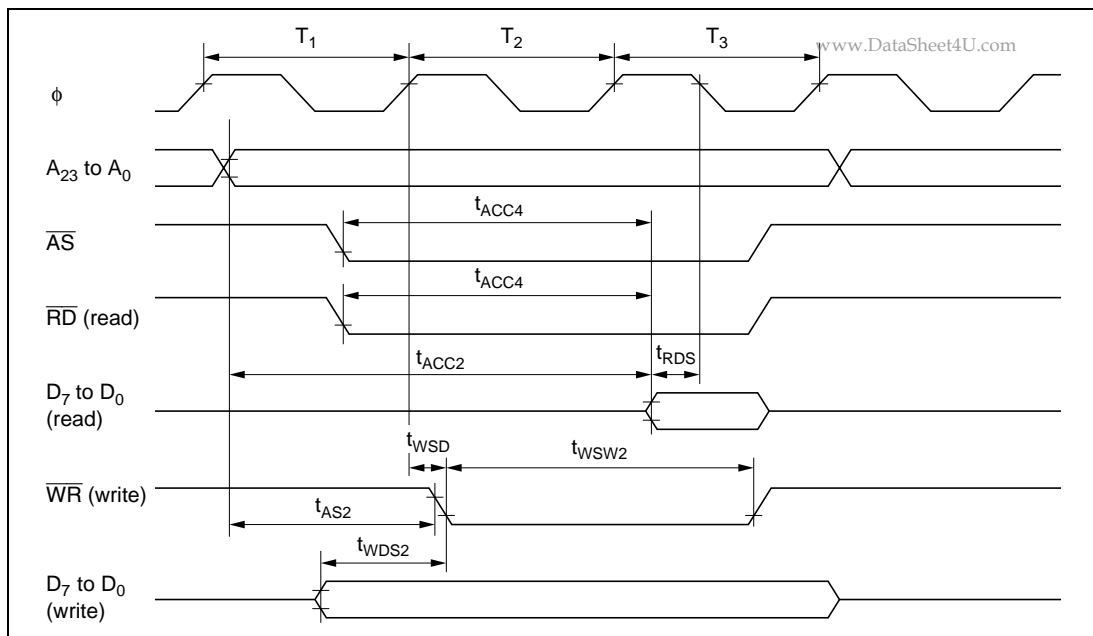 T1 T2 T3
www.DataSheet4U.com
ϕ
A23 to A0
tACC4
AS
tACC4
RD (read)
tACC2 tRDS
D7 to D0
(read)
tWSD tWSW2
WR (write)
tAS2
tWDS2
D7 to D0
(write)